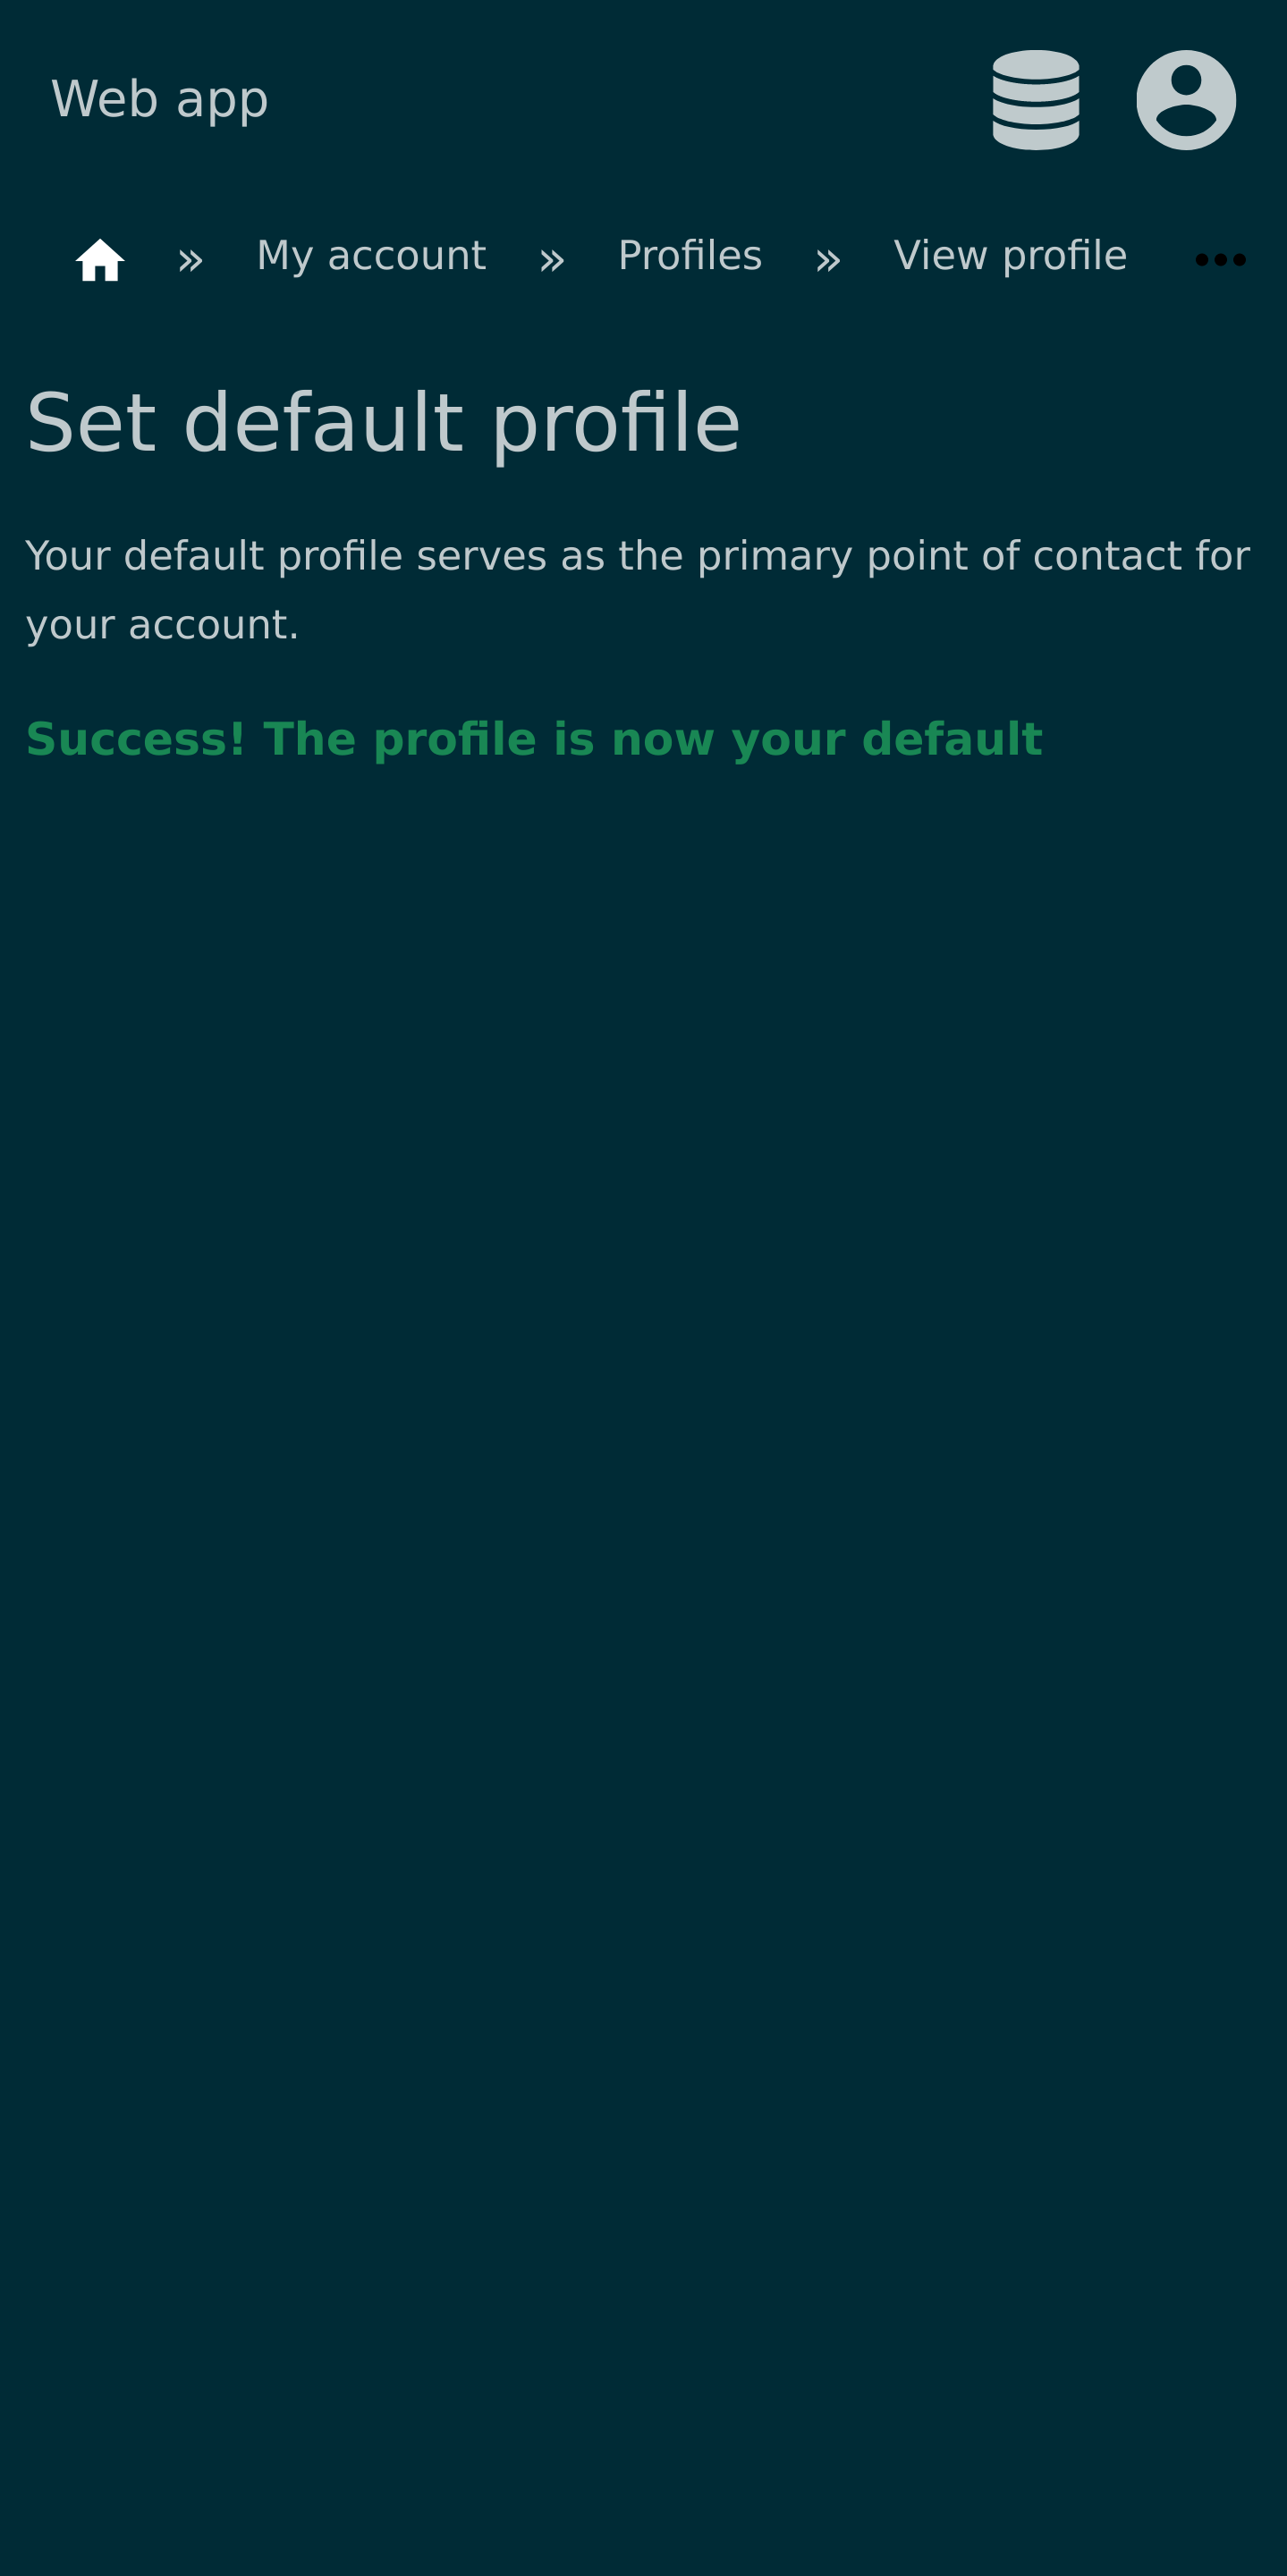 Web app
» My account » Profiles » View profile
Set default profile
Your default profile serves as the primary point of contact for
your account.
Success! The profile is now your default